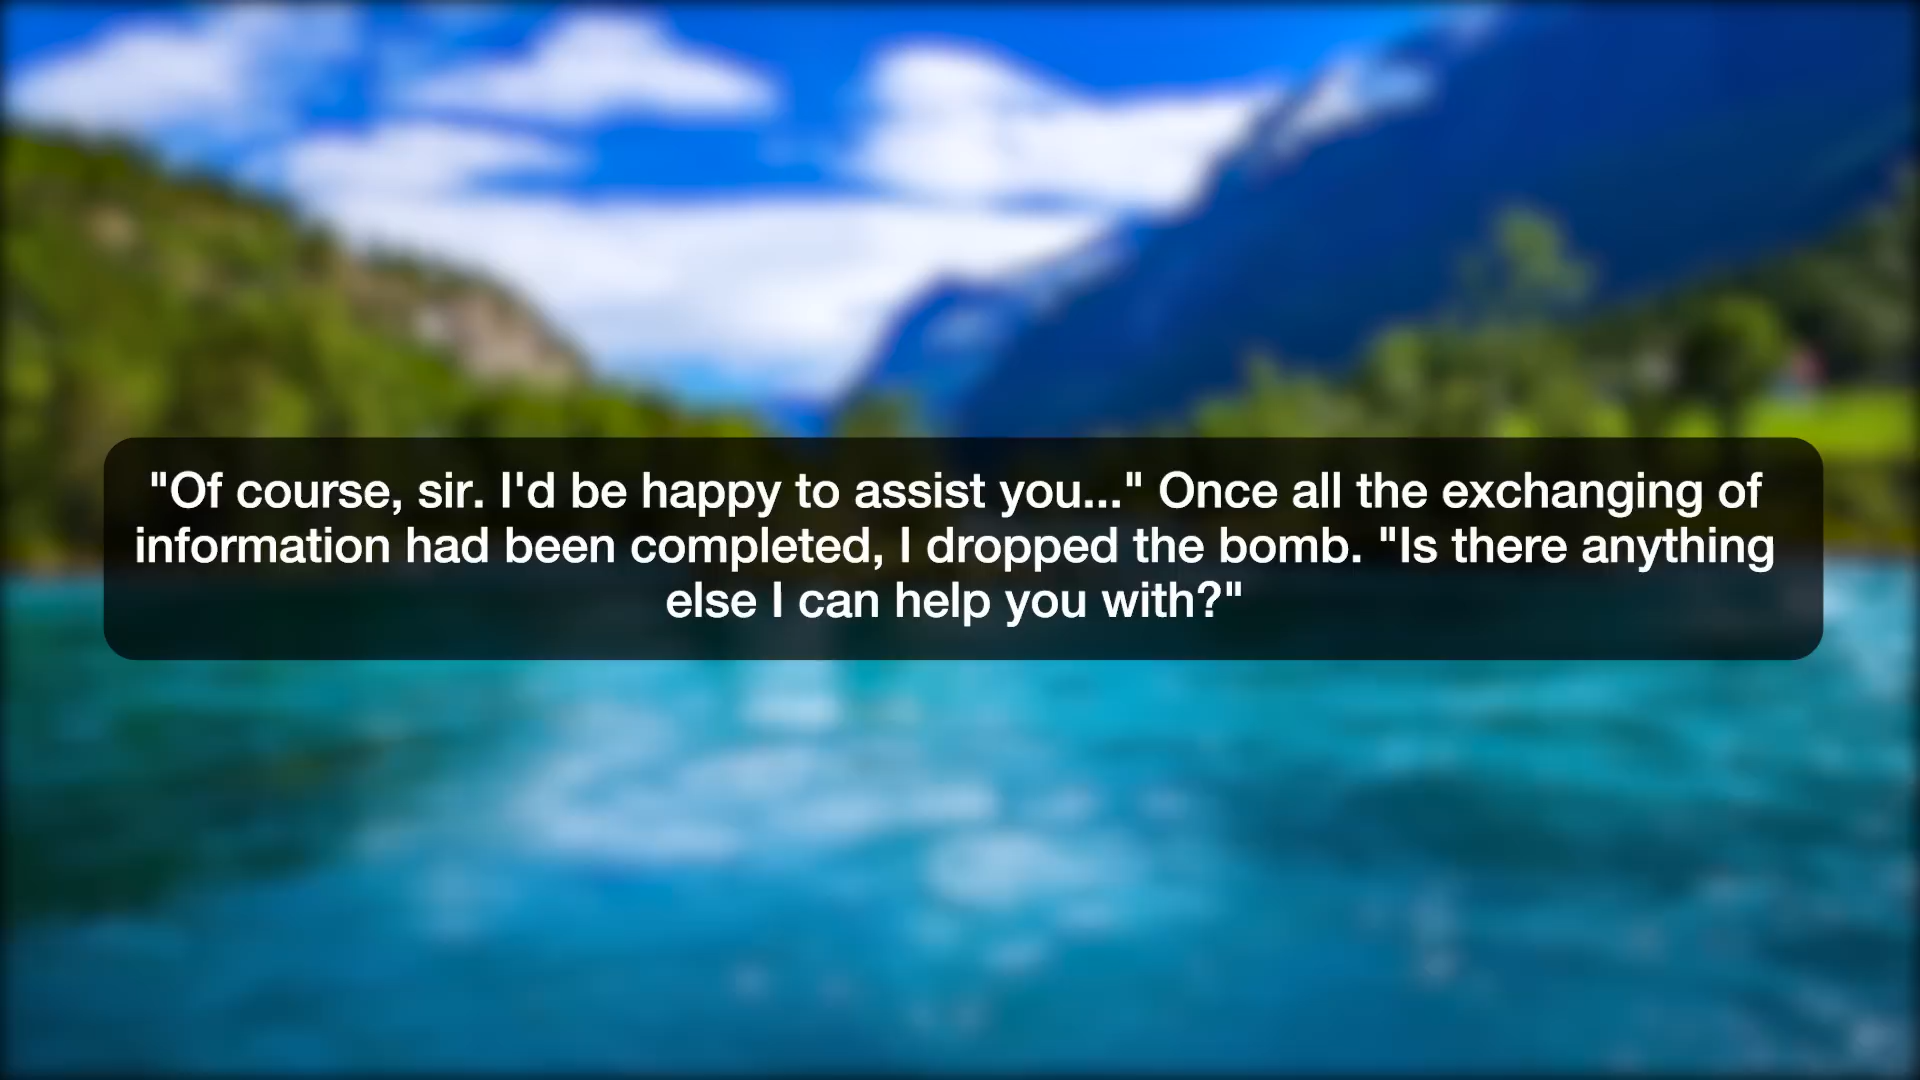 "Of course, sir. I'd be happy to assist you..." Once all the exchanging of
information had been completed, I dropped the bomb. "Is there anything
else I can help you with?"